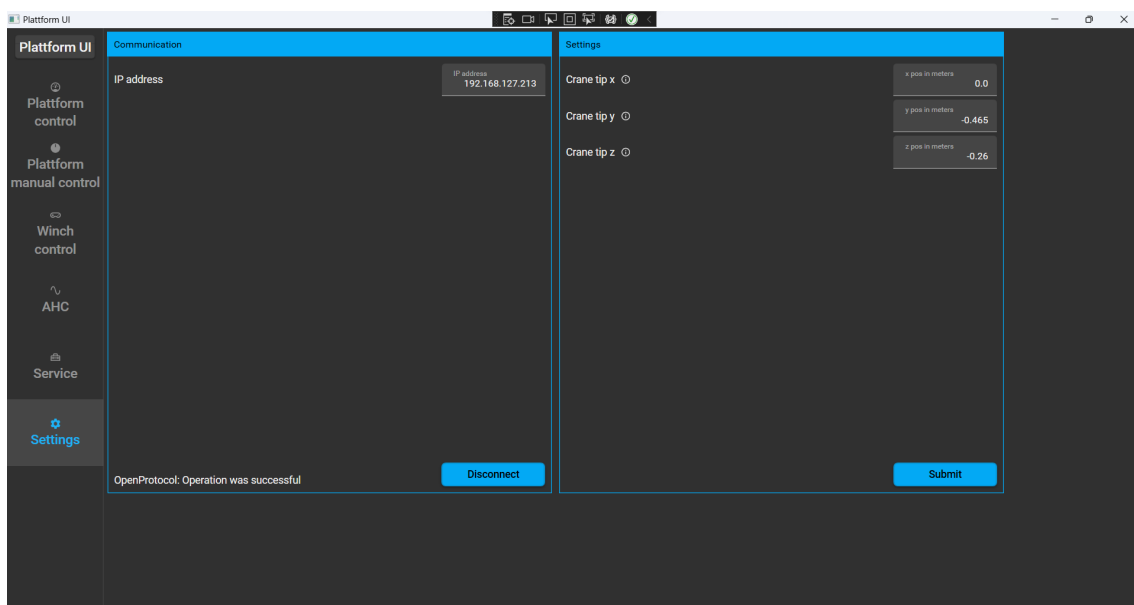 Plattform UI
Plattform UI
Plattform
control
Plattform
manual control
Winch
control
AHC
Service
Settings
Communication
IP address
IP address
192.168.127.213
OpenProtocol: Operation was successful
Disconnect
Settings
Crane tip x
x pos in meters
0.0
Crane tip y
y pos in meters
-0.465
Crane tip z
z pos in meters
-0.26
Submit